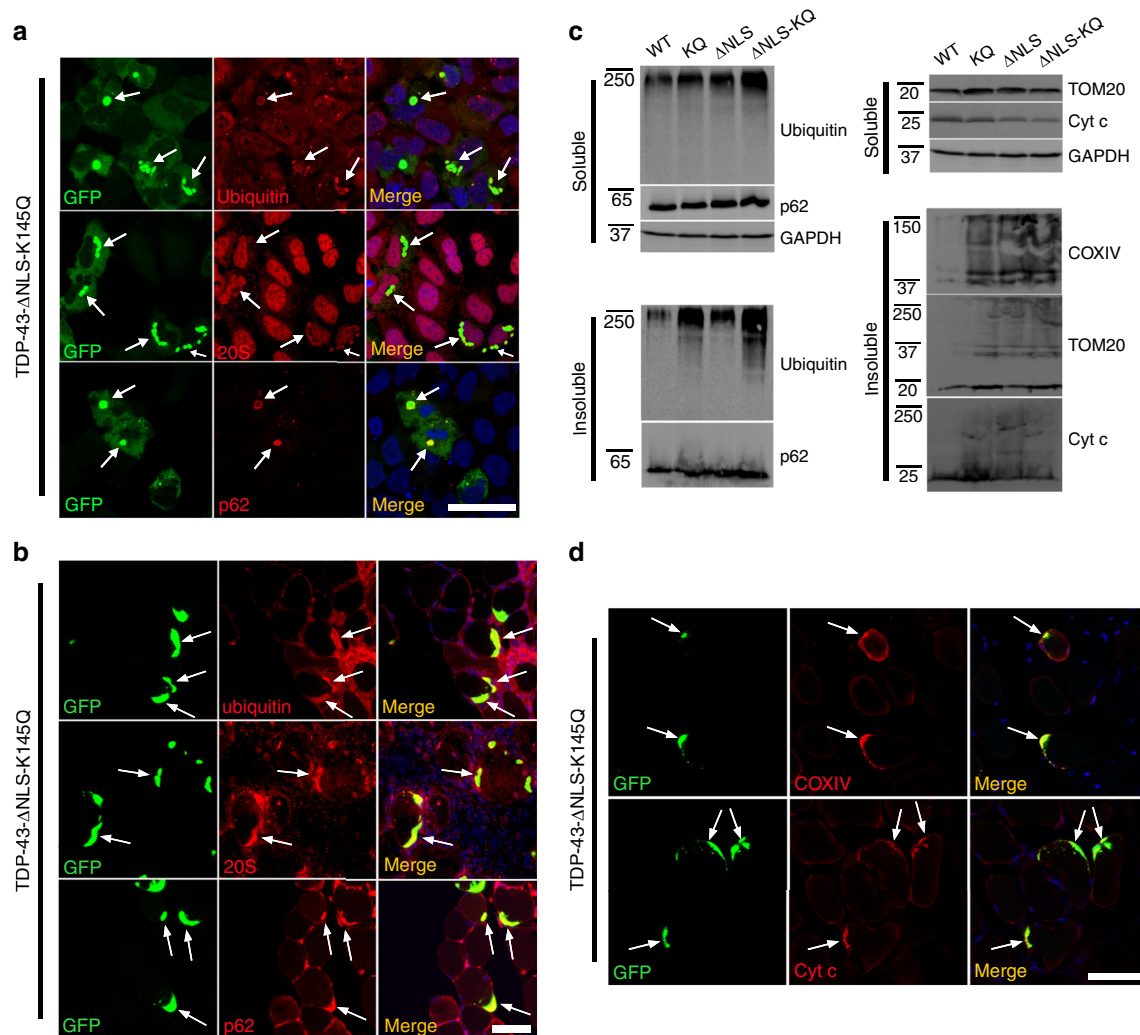 a
TDP-43-ΔNLS-K145Q
GFP Ubiquitin Merge
GFP 20S Merge
GFP p62 Merge
b
TDP-43-ΔNLS-K145Q
GFP ubiquitin Merge
GFP 20S Merge
GFP p62 Merge
c
WT KQ ΔNLS ΔNLS-KQ
Soluble
250
Ubiquitin
65
p62
37
GAPDH
Insoluble
250
Ubiquitin
65
p62
WT KQ ΔNLS ΔNLS-KQ
Soluble
20
TOM20
25
Cyt c
37
GAPDH
Insoluble
150
COXIV
37
250
TOM20
37
20
250
Cyt c
25
d
TDP-43-ΔNLS-K145Q
GFP COXIV Merge
GFP Cyt c Merge